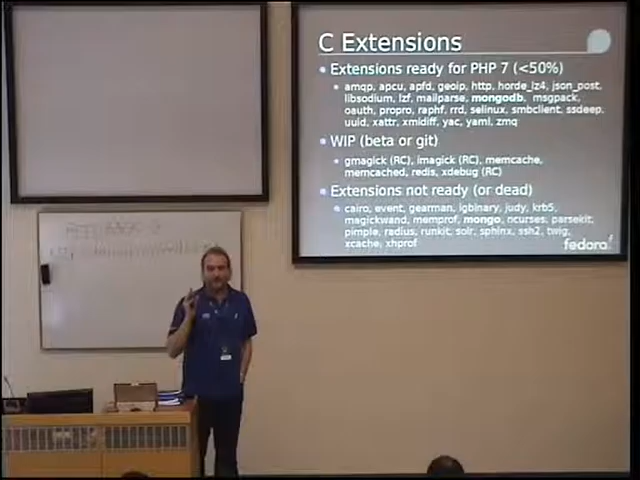 C Extensions
Extensions ready for PHP 7 (<50%)
amqp, apcu, apfd, geoip, http, horde_lz4, json_post,
libsodium, lzf, mailparse, mongodb, msgpack,
oauth, propro, raphf, rrd, selinux, smbclient, ssdeep,
uuid, xattr, xmldiff, yac, yaml, zmq
WIP (beta or git)
gmagick (RC), imagick (RC), memcache,
memcached, redis, xdebug (RC)
Extensions not ready (or dead)
cairo, event, gearman, igbinary, judy, krb5,
magickwand, memprof, mongo, ncurses, parsekit,
pimple, radius, runkit, solr, sphinx, ssh2, twig,
xcache, xhprof
fedora